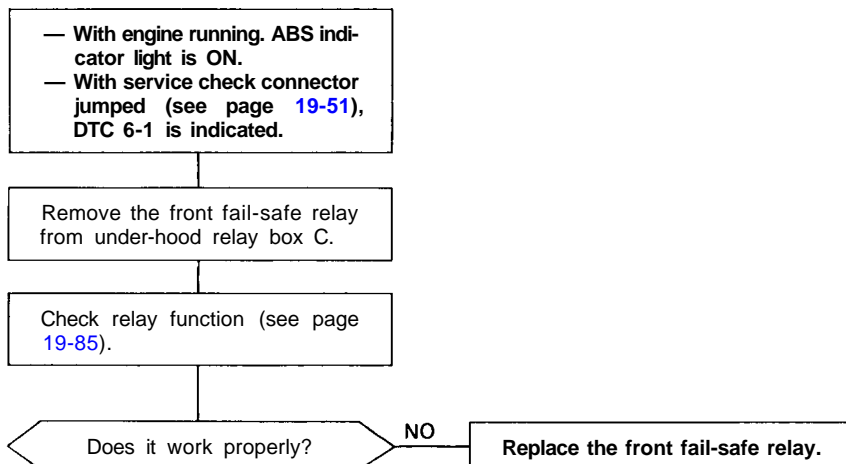 — With engine running. ABS indi-
cator light is ON.
— With service check connector
jumped (see page 19-51),
DTC 6-1 is indicated.
Remove the front fail-safe relay
from under-hood relay box C.
Check relay function (see page
19-85).
Does it work properly?
NO
Replace the front fail-safe relay.